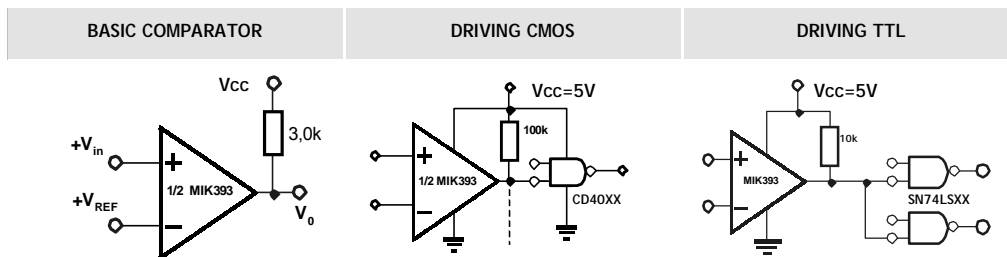 BASIC COMPARATOR
DRIVING CMOS
DRIVING TTL
Vcc
3,0k
+Vin
+
1/2 MIK393
+VREF
−
V0
Vcc=5V
100k
+
1/2 MIK393
−
CD40XX
Vcc=5V
10k
+
MIK393
−
SN74LSXX